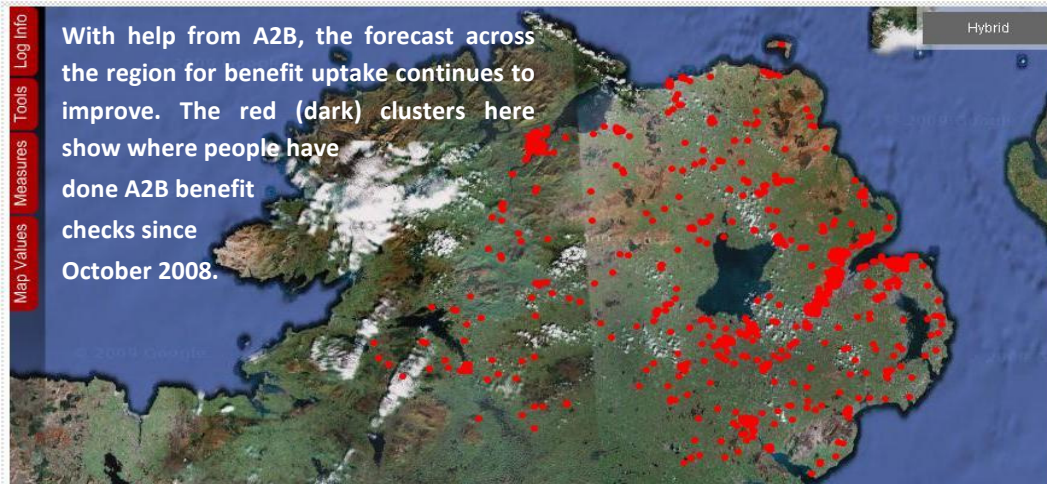 Log Info
Tools
Measures
Map Values
With help from A2B, the forecast across
the region for benefit uptake continues to
improve. The red (dark) clusters here
show where people have
done A2B benefit
checks since
October 2008.
Hybrid
© 2009 Google